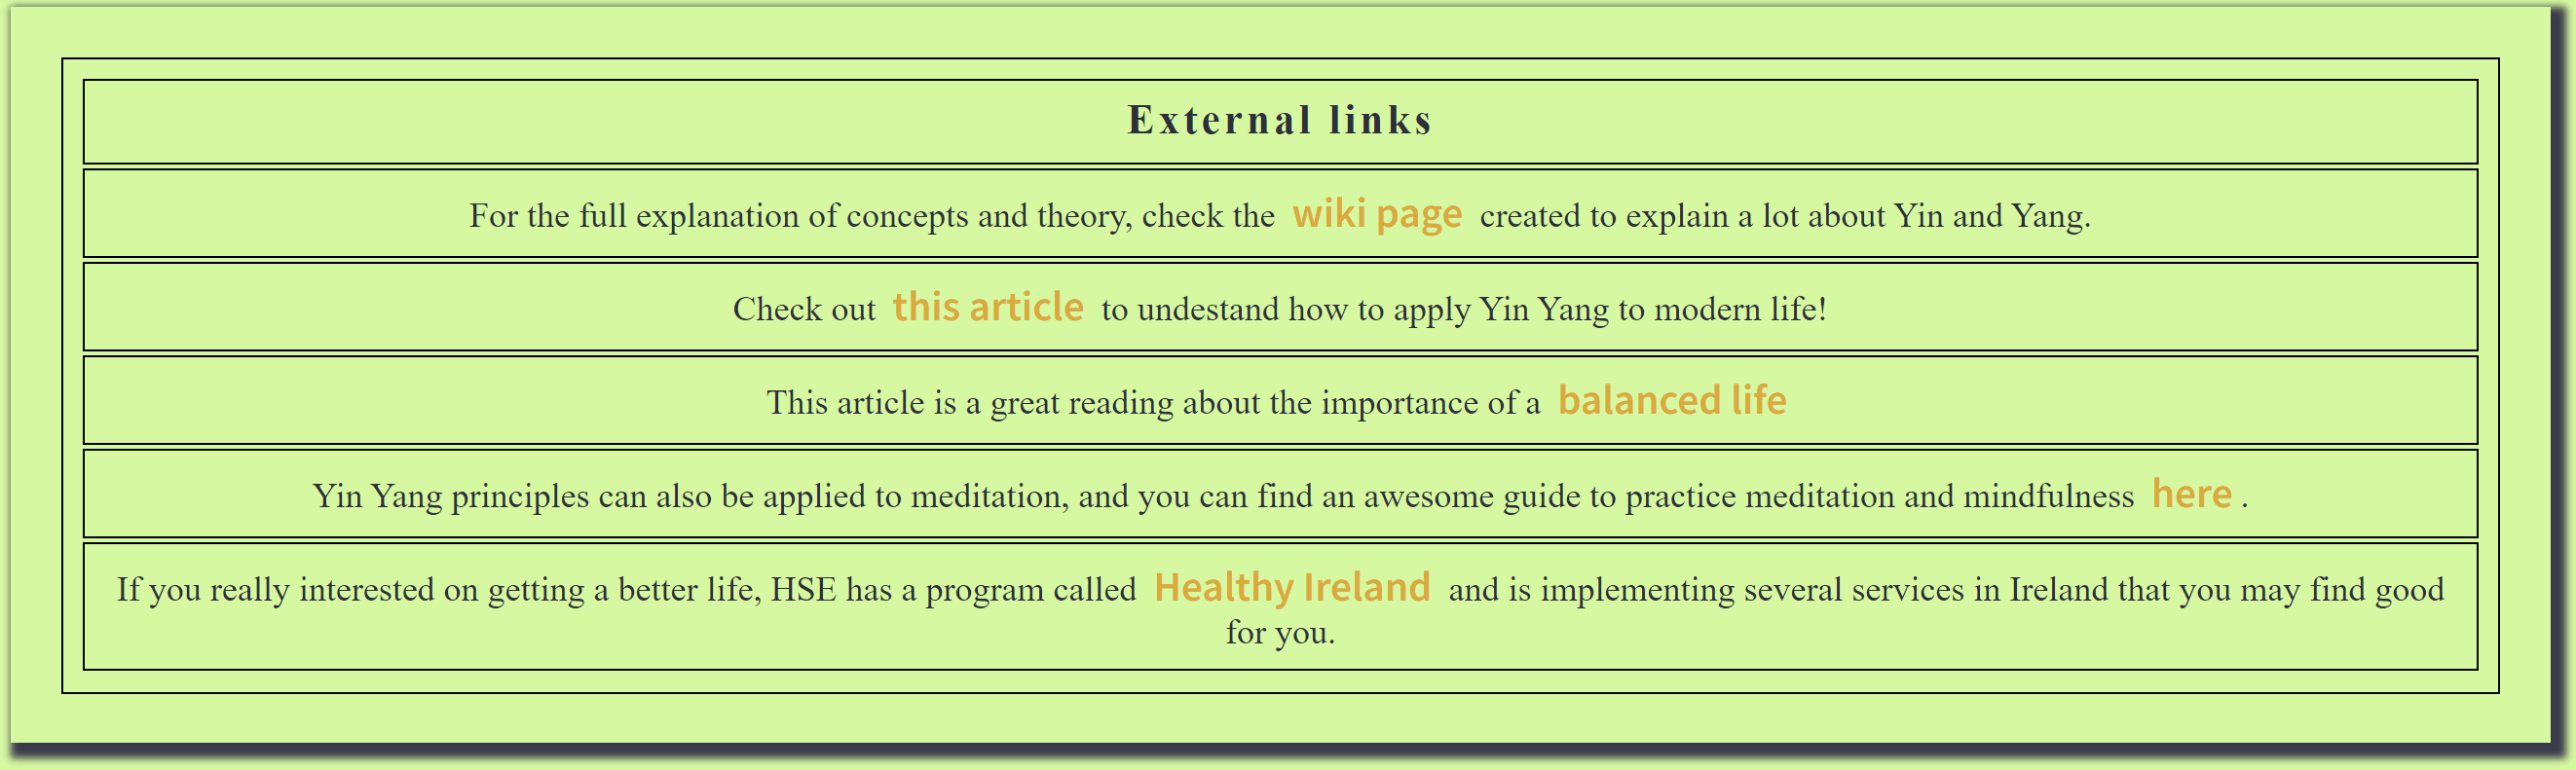 External links
For the full explanation of concepts and theory, check the wiki page created to explain a lot about Yin and Yang.
Check out this article to undestand how to apply Yin Yang to modern life!
This article is a great reading about the importance of a balanced life
Yin Yang principles can also be applied to meditation, and you can find an awesome guide to practice meditation and mindfulness here .
If you really interested on getting a better life, HSE has a program called Healthy Ireland and is implementing several services in Ireland that you may find good
for you.